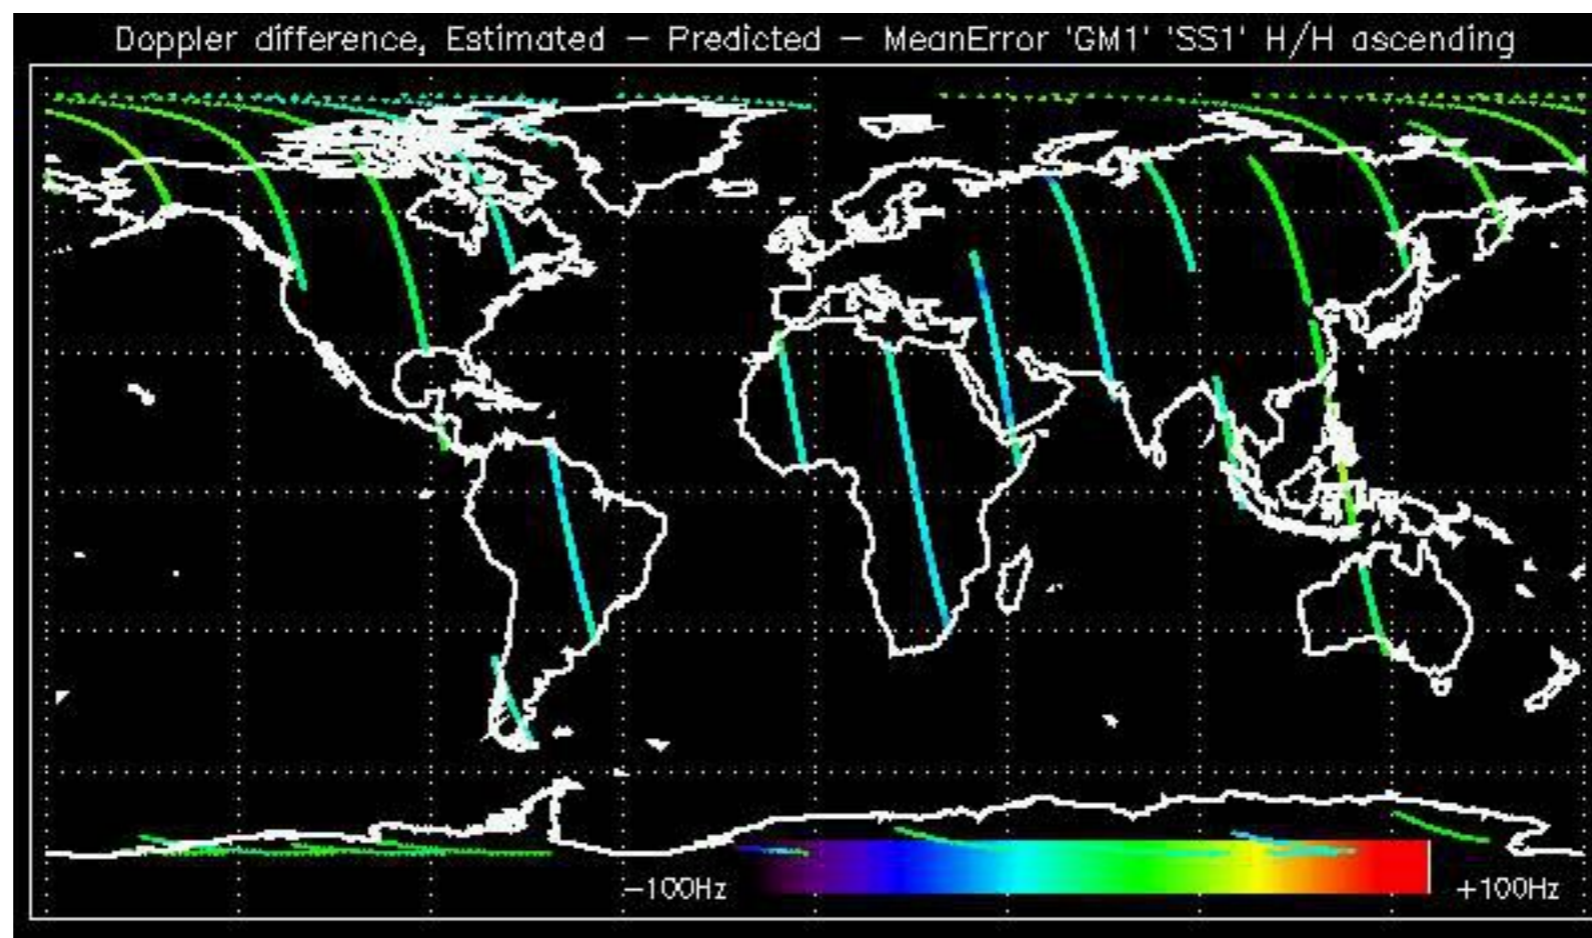 Doppler difference, Estimated – Predicted – MeanError 'GM1' 'SS1' H/H ascending
–100Hz
+100Hz